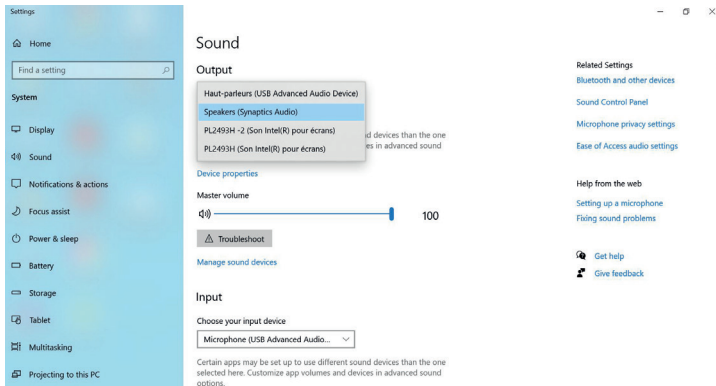 Settings
Home
Find a setting
System
Display
Sound
Notifications & actions
Focus assist
Power & sleep
Battery
Storage
Tablet
Multitasking
Projecting to this PC
Sound
Output
Haut-parleurs (USB Advanced Audio Device)
Speakers (Synaptics Audio)
PL2493H -2 (Son Intel(R) pour écrans)
PL2493H (Son Intel(R) pour écrans)
devices than the one
in advanced sound
Device properties
Master volume
100
Troubleshoot
Manage sound devices
Input
Choose your input device
Microphone (USB Advanced Audio...
Certain apps may be set up to use different sound devices than the one
selected here. Customize app volumes and devices in advanced sound
options.
Related Settings
Bluetooth and other devices
Sound Control Panel
Microphone privacy settings
Ease of Access audio settings
Help from the web
Setting up a microphone
Fixing sound problems
Get help
Give feedback